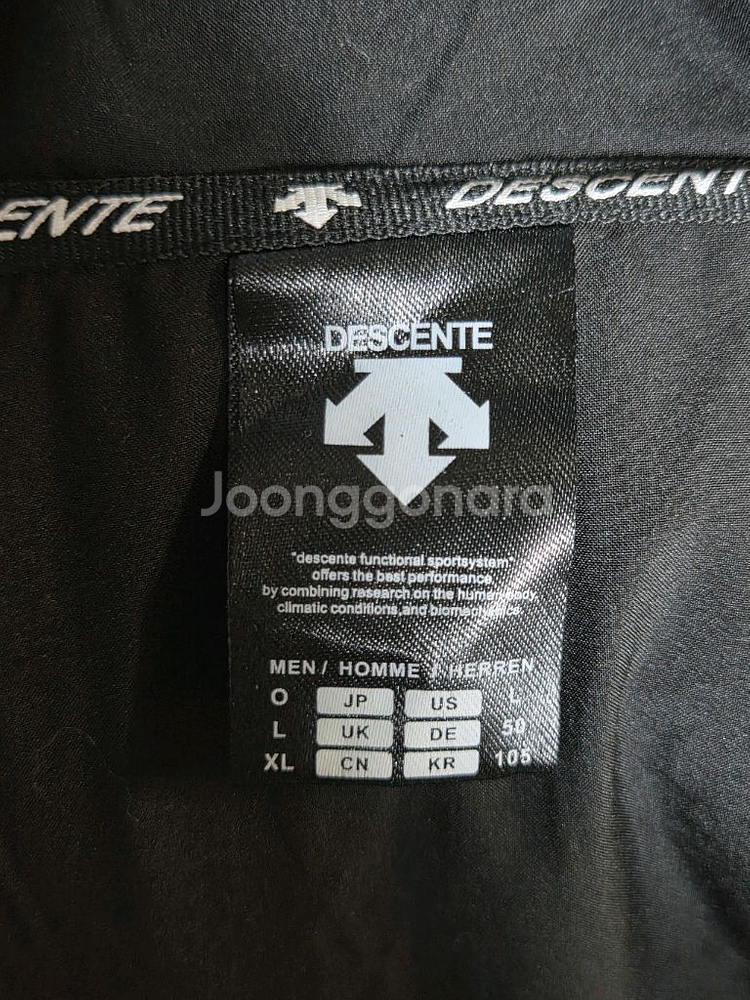 ENTE DESCENT
DESCENTE
Joonggonara
"descente functional sportsystem"
offers the best performance,
by combining research on the human body,
climatic conditions, and biomechanics.
MEN / HOMME / HERREN
O JP US L
L UK DE 50
XL CN KR 105